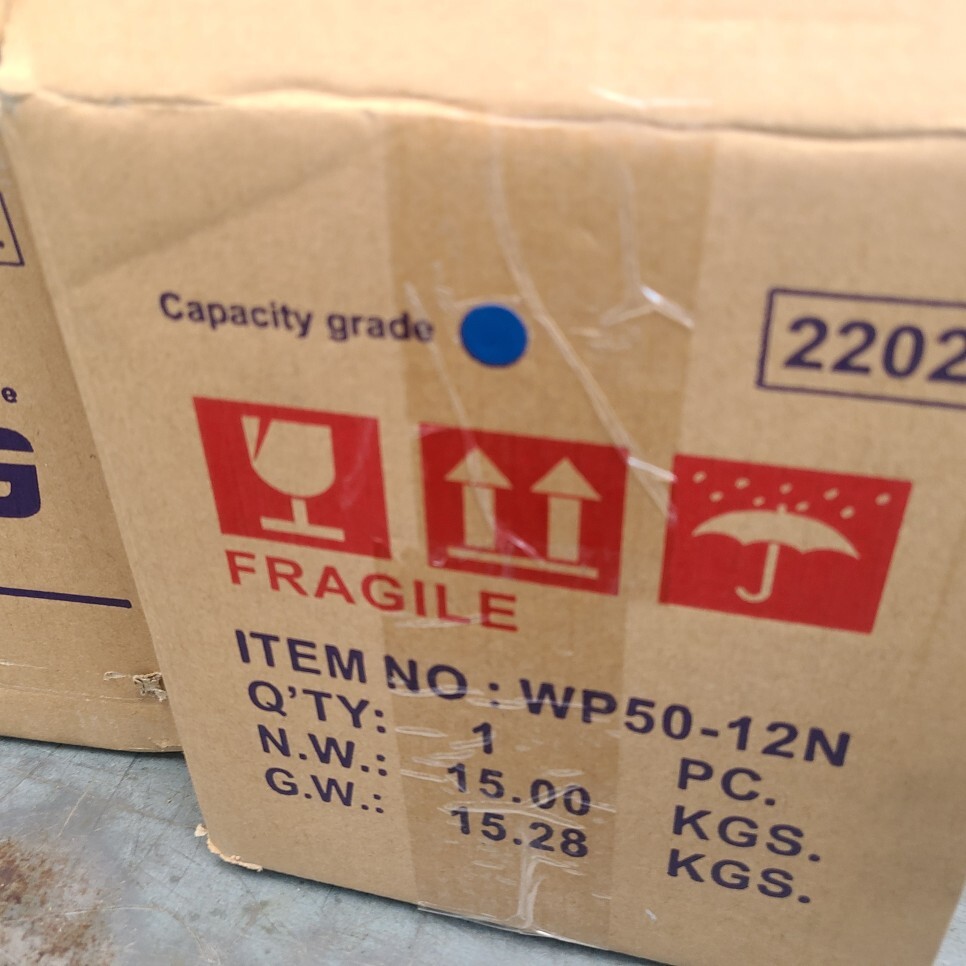 Capacity grade
2202
FRAGILE
ITEM NO : WP50-12N
Q'TY: 1 PC.
N.W.: 15.00 KGS.
G.W.: 15.28 KGS.
e
G